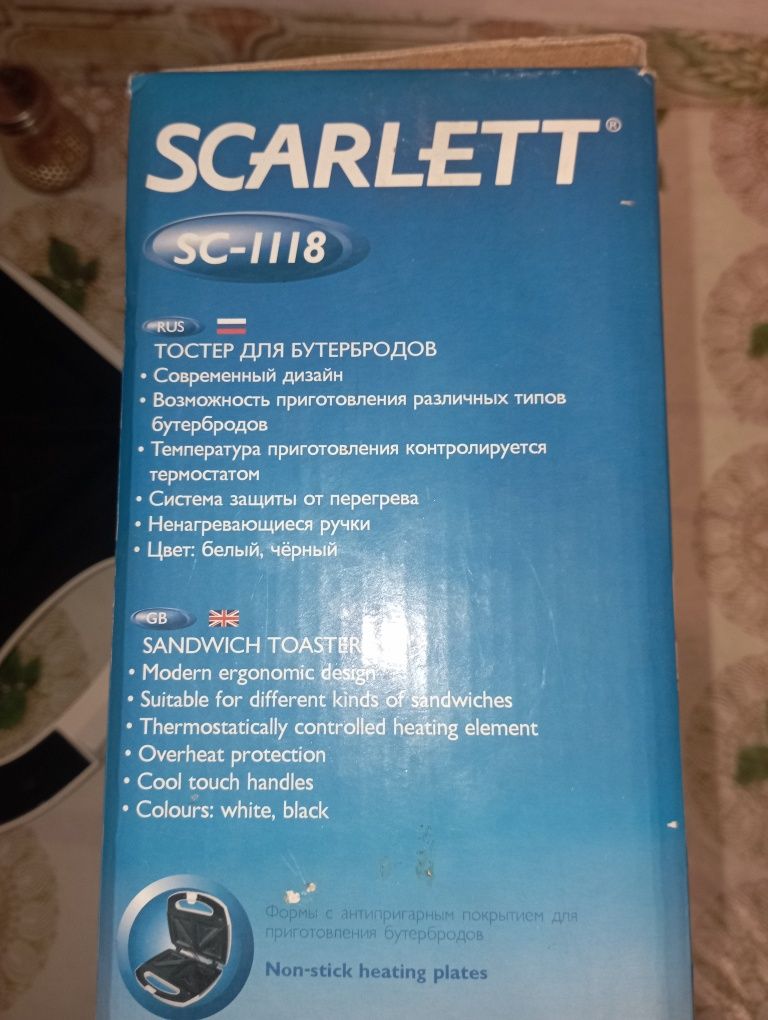 SCARLETT®
SC-1118
RUS
ТОСТЕР ДЛЯ БУТЕРБРОДОВ
• Современный дизайн
• Возможность приготовления различных типов
бутербродов
• Температура приготовления контролируется
термостатом
• Система защиты от перегрева
• Ненагревающиеся ручки
• Цвет: белый, чёрный
GB
SANDWICH TOASTER
• Modern ergonomic design
• Suitable for different kinds of sandwiches
• Thermostatically controlled heating element
• Overheat protection
• Cool touch handles
• Colours: white, black
Формы с антипригарным покрытием для
приготовления бутербродов
Non-stick heating plates